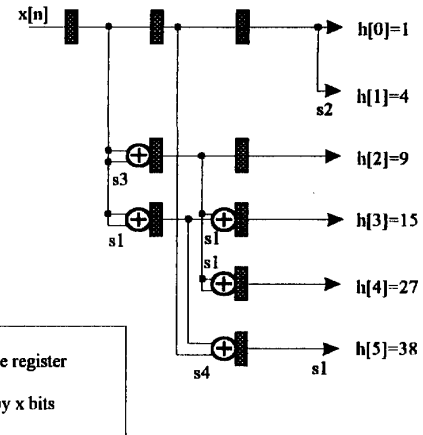 x[n]
h[0]=1
s2
h[1]=4
s3
h[2]=9
s1
s1
h[3]=15
s1
h[4]=27
s4
s1
h[5]=38
e register
y x bits